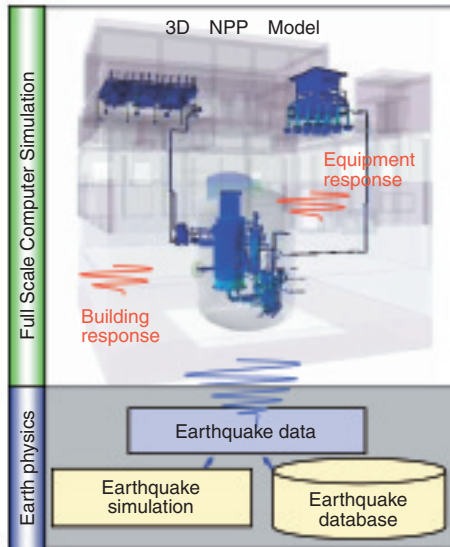 3D NPP Model
Full Scale Computer Simulation
Equipment
response
Building
response
Earth physics
Earthquake data
Earthquake
simulation
Earthquake
database